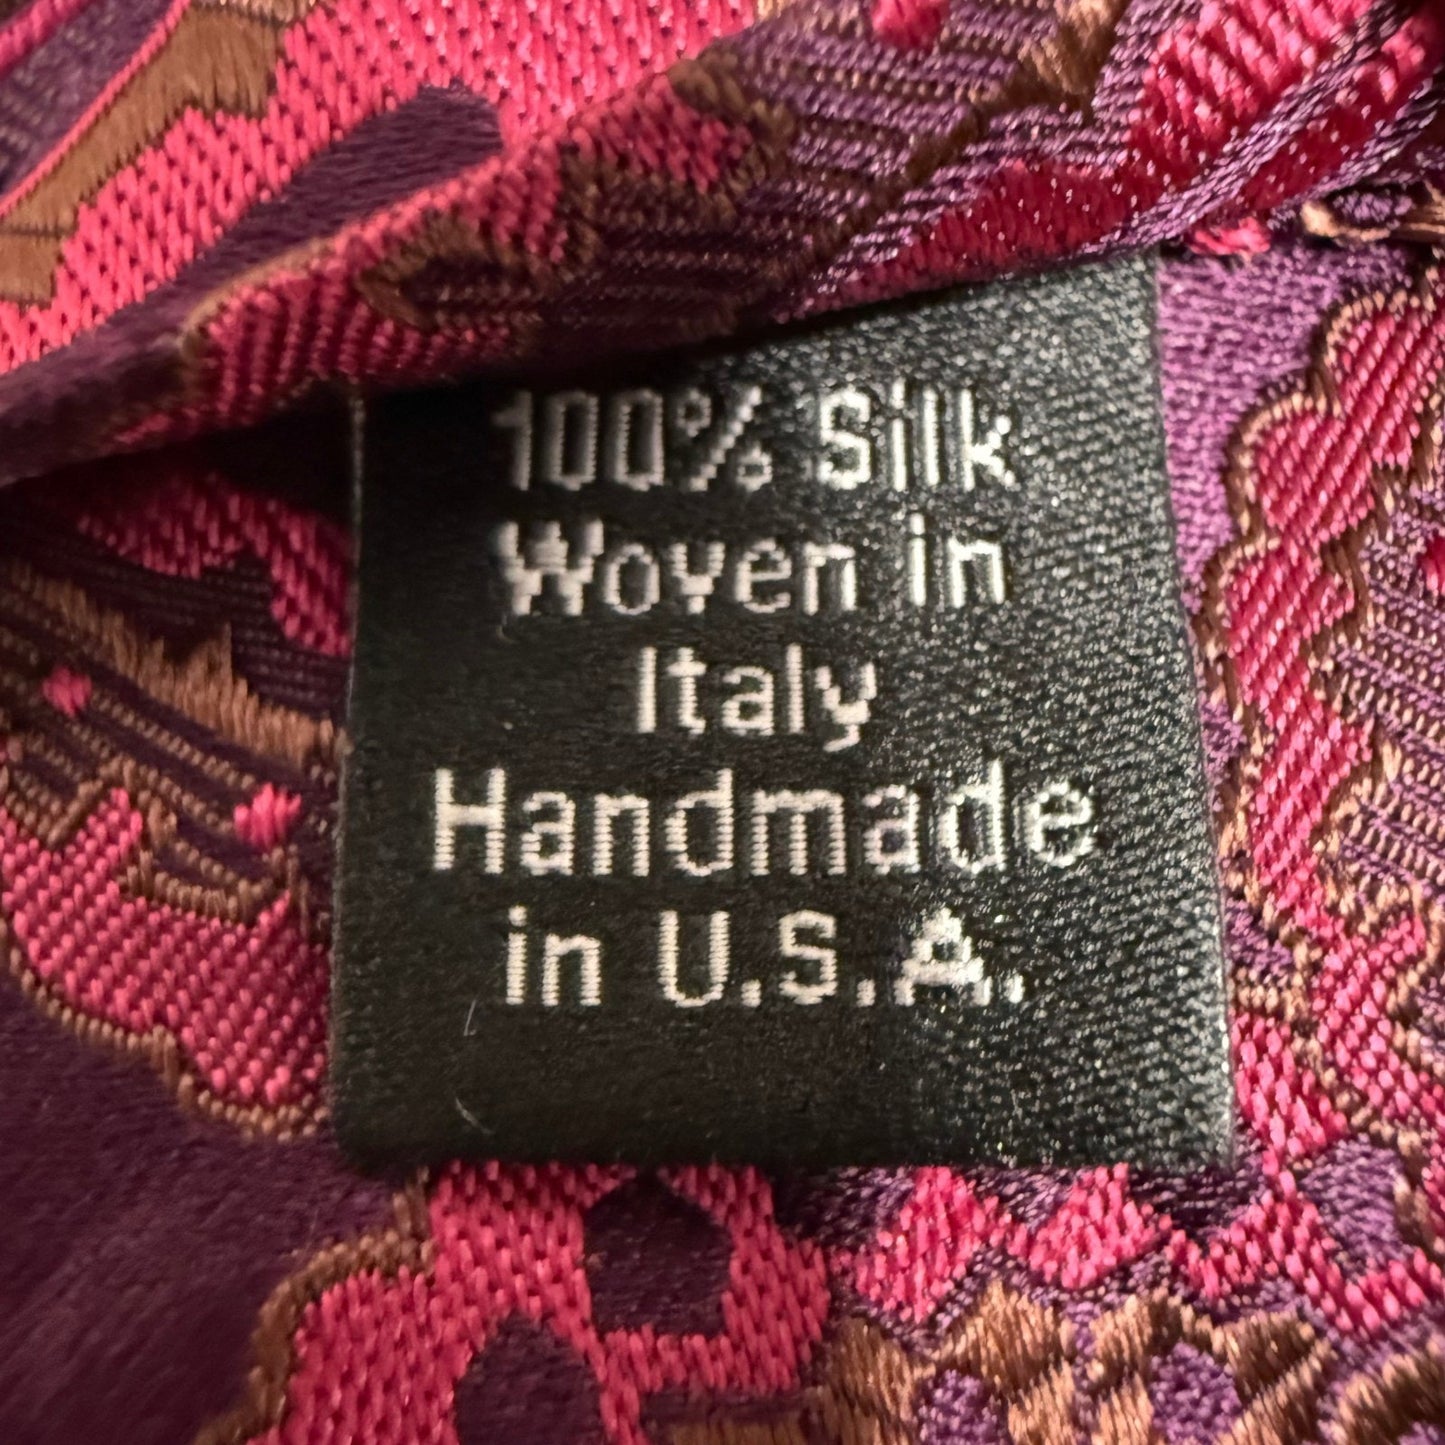 100% Silk
Woven in
Italy
Handmade
in U.S.A.